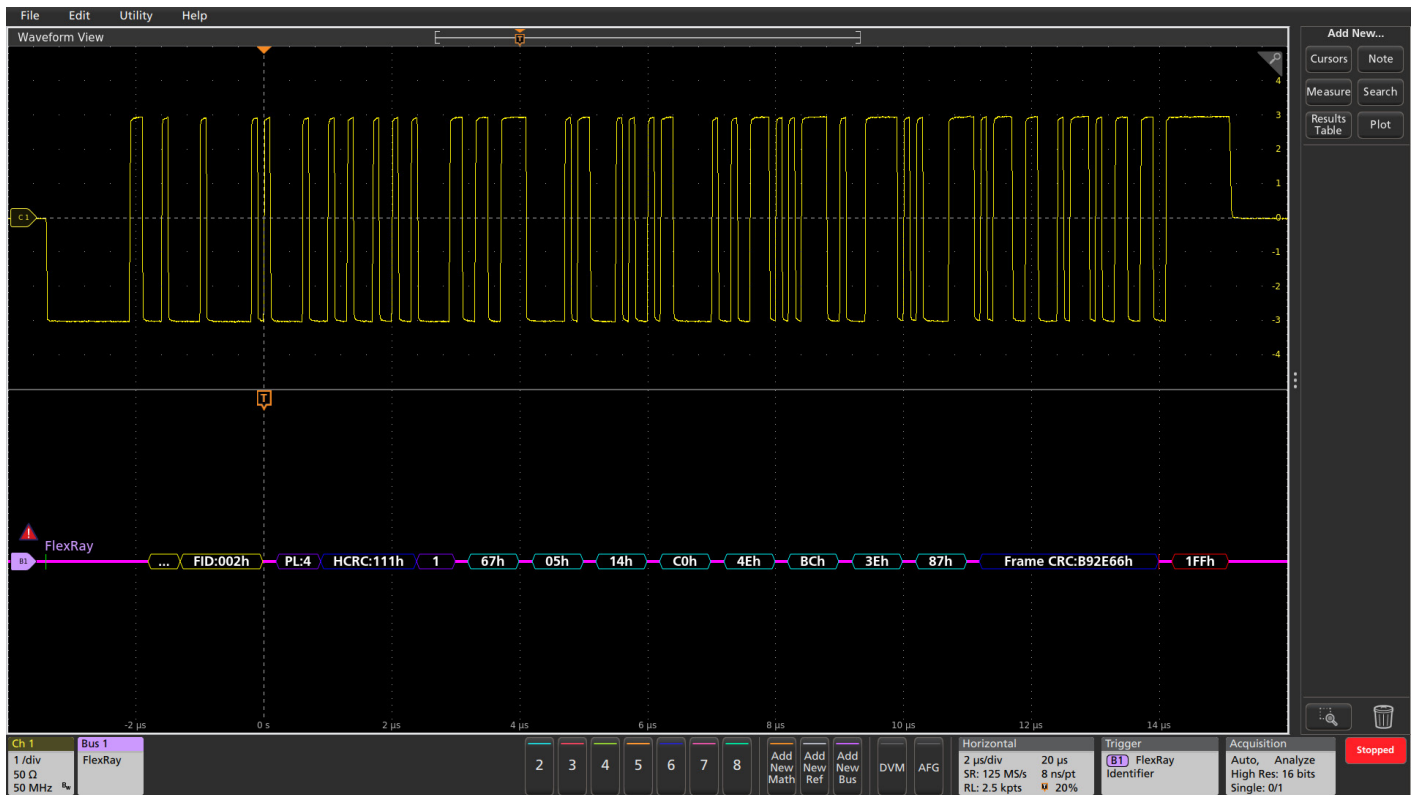 File Edit Utility Help
Waveform View
T
Add New...
Cursors Note
Measure Search
Results Table Plot
4
3
2
1
0
-1
-2
-3
-4
C1
T
FlexRay
B1
... FID:002h PL:4 HCRC:111h 1 67h 05h 14h C0h 4Eh BCh 3Eh 87h Frame CRC:B92E66h 1FFh
-2 µs 0 s 2 µs 4 µs 6 µs 8 µs 10 µs 12 µs 14 µs
Ch 1
1 /div
50 Ω
50 MHz Bw
Bus 1
FlexRay
2 3 4 5 6 7 8
Add New Math
Add New Ref
Add New Bus
DVM AFG
Horizontal
2 µs/div 20 µs
SR: 125 MS/s 8 ns/pt
RL: 2.5 kpts 20%
Trigger
B1 FlexRay
Identifier
Acquisition
Auto, Analyze
High Res: 16 bits
Single: 0/1
Stopped